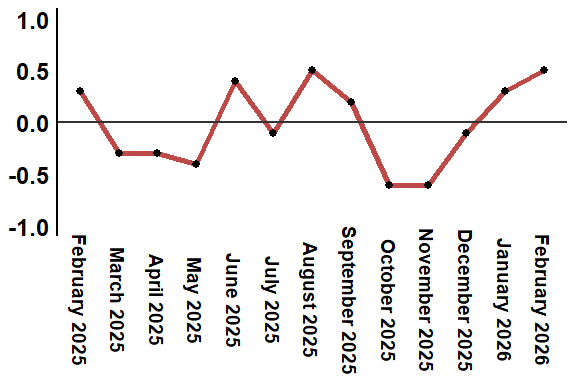 1.0
0.5
0.0
-0.5
-1.0
February 2025
March 2025
April 2025
May 2025
June 2025
July 2025
August 2025
September 2025
October 2025
November 2025
December 2025
January 2026
February 2026